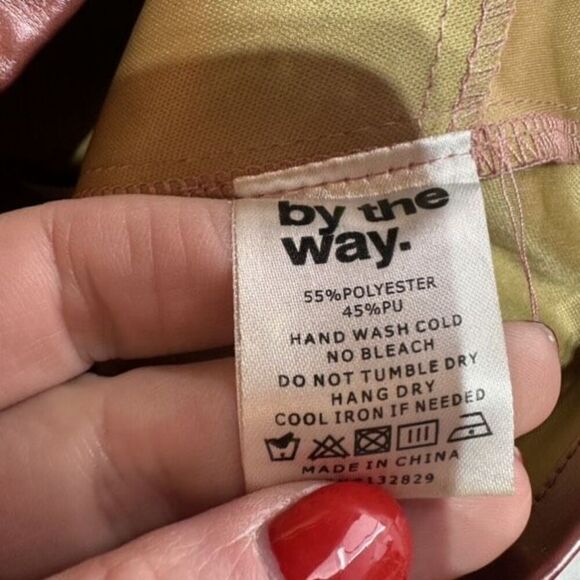 by the
way.
55%POLYESTER
45%PU
HAND WASH COLD
NO BLEACH
DO NOT TUMBLE DRY
HANG DRY
COOL IRON IF NEEDED
MADE IN CHINA
132829